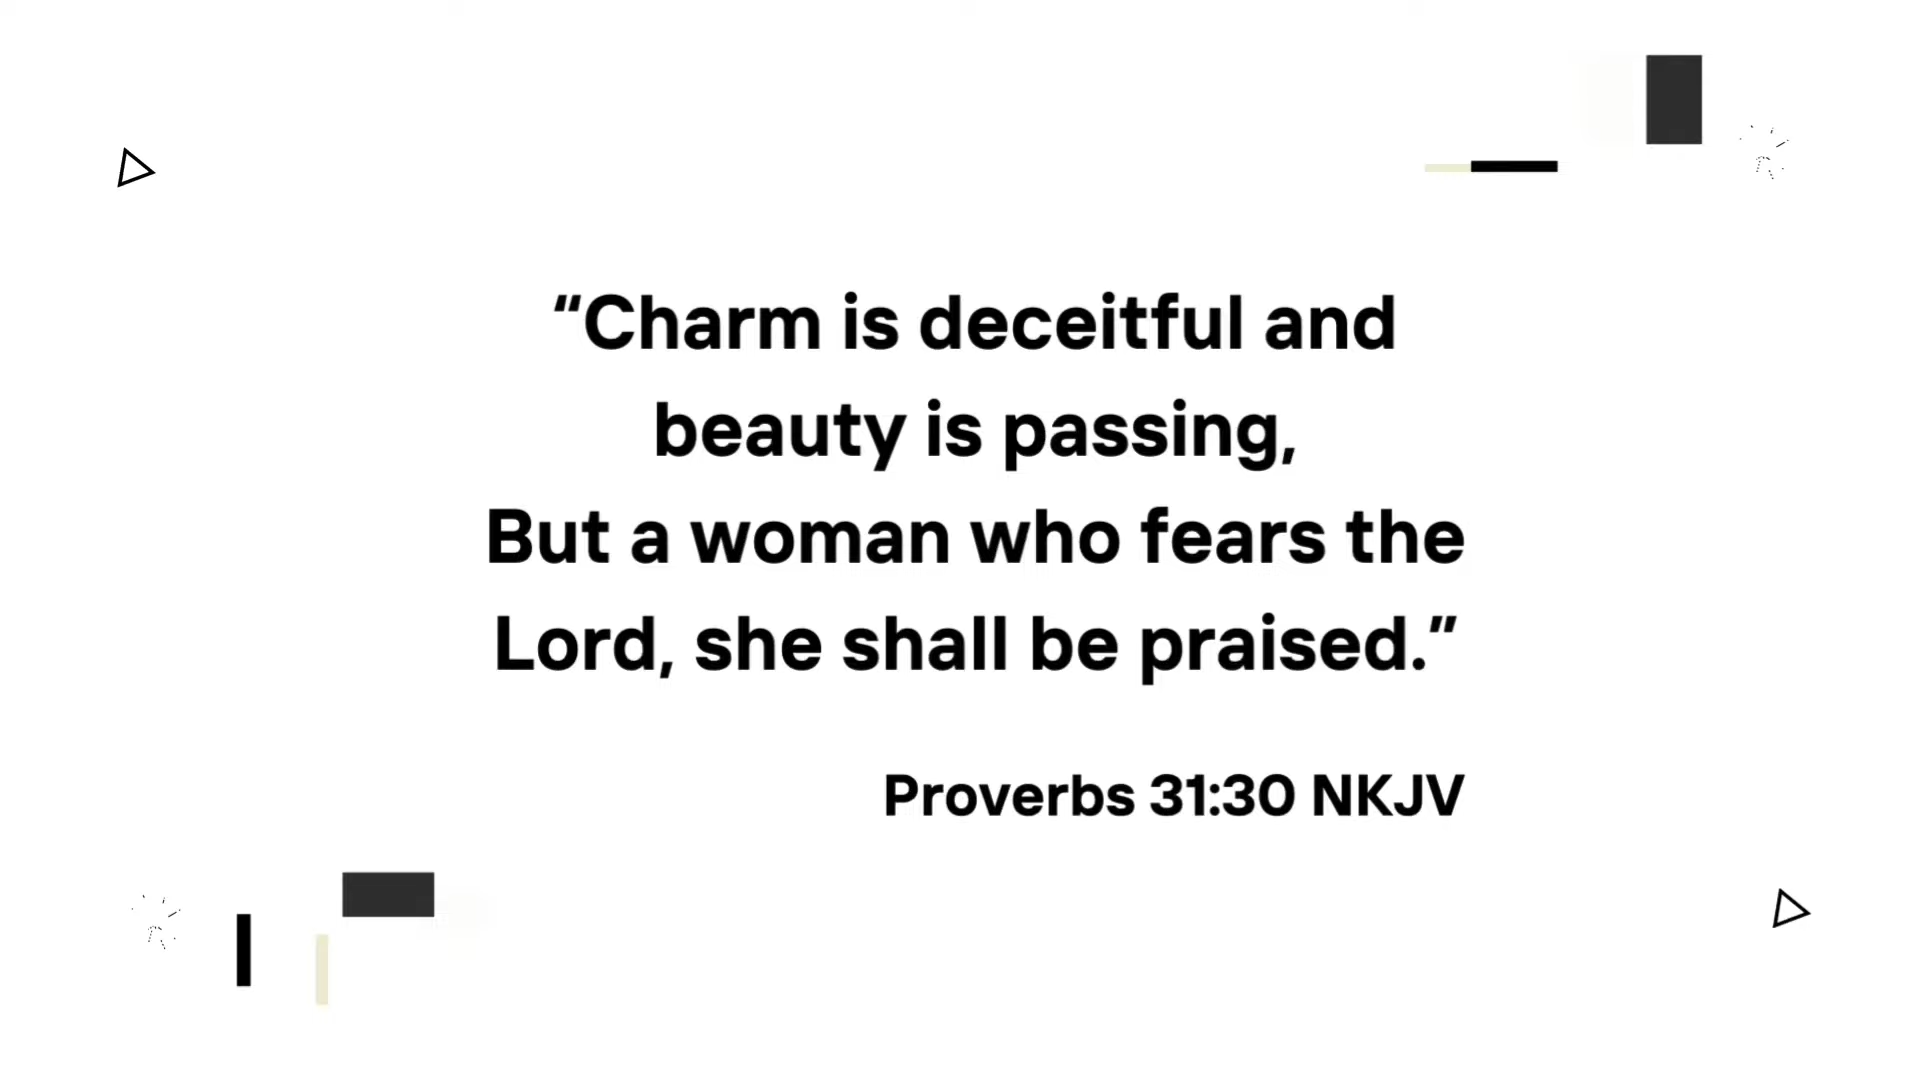 “Charm is deceitful and
beauty is passing,
But a woman who fears the
Lord, she shall be praised.”
Proverbs 31:30 NKJV